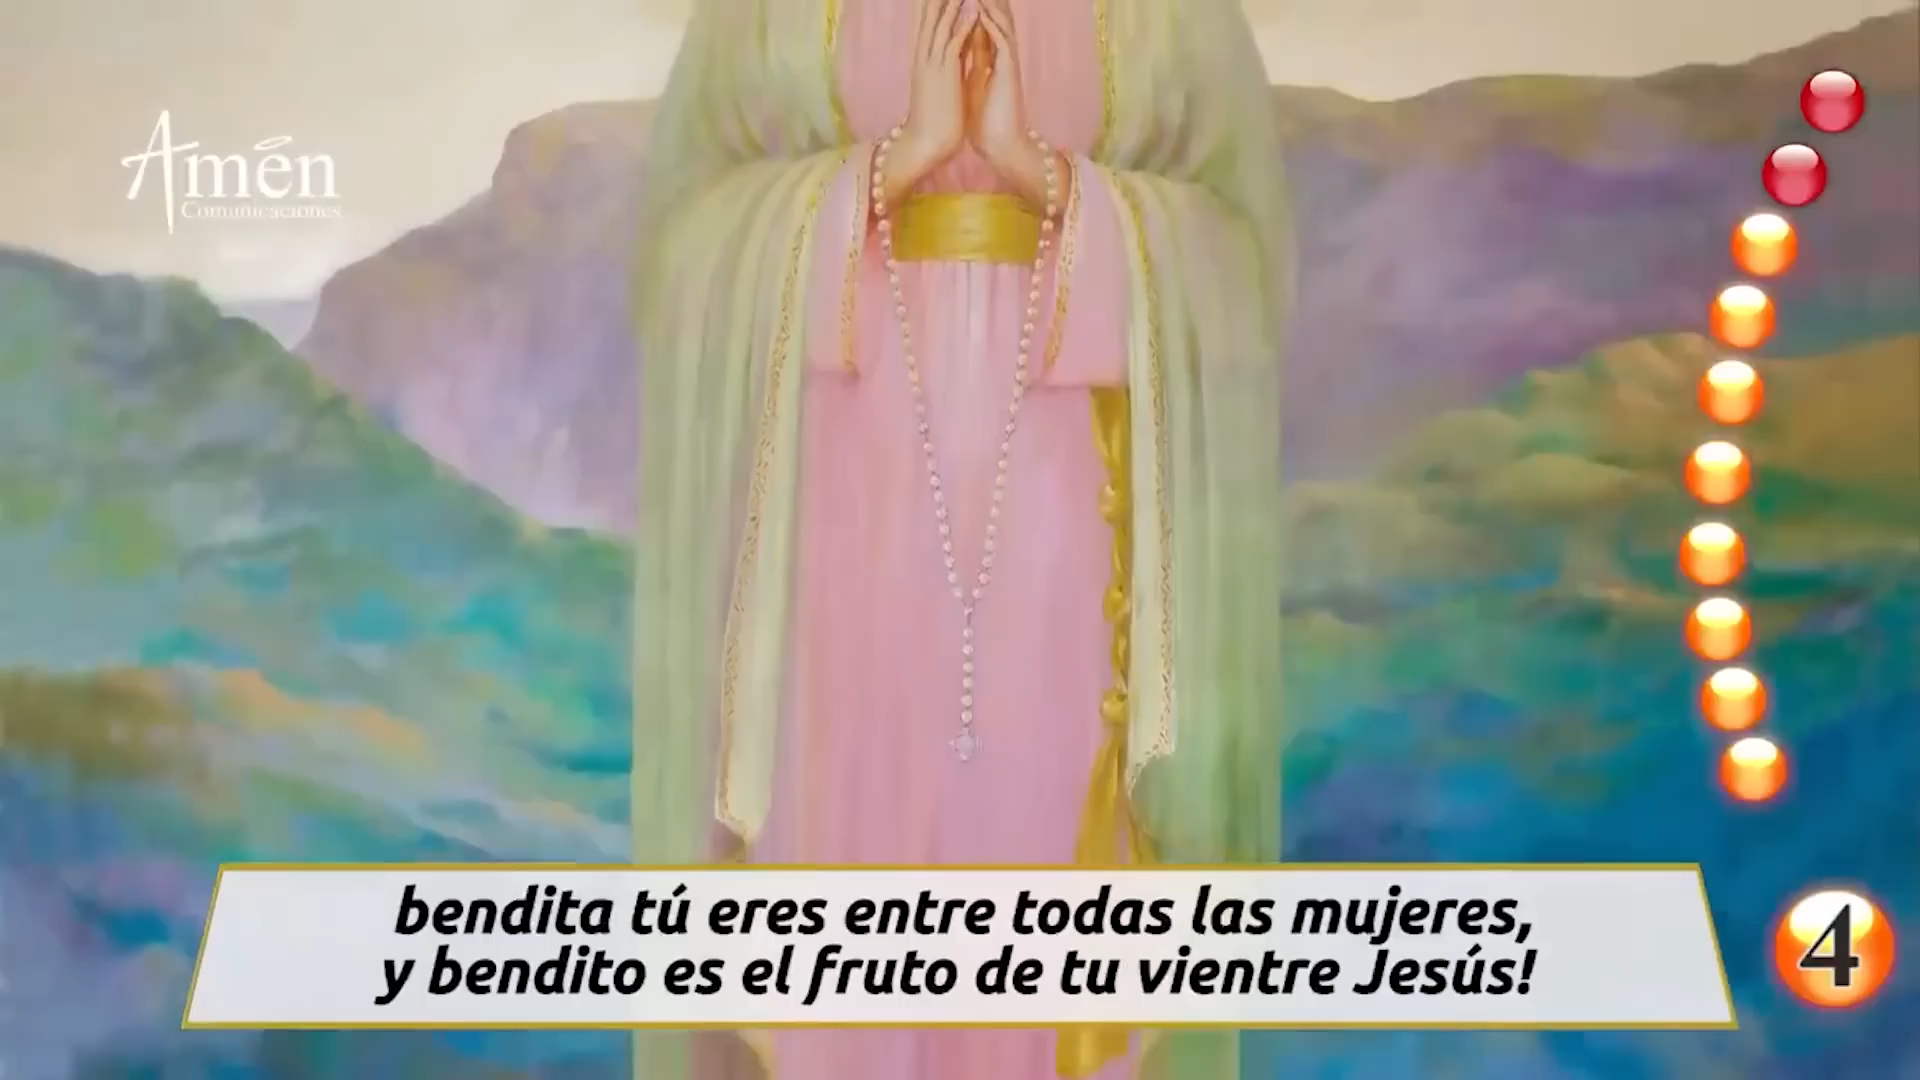 Amén
Comunicaciones
bendita tú eres entre todas las mujeres,
y bendito es el fruto de tu vientre Jesús!
4